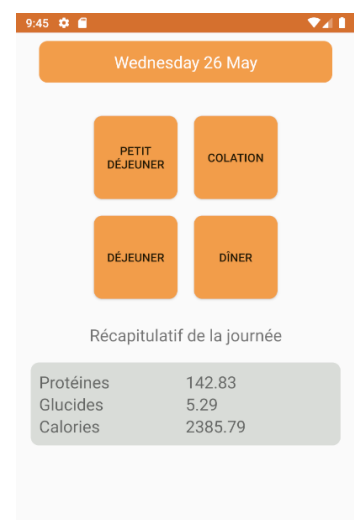 9:45
Wednesday 26 May
PETIT
DÉJEUNER
COLATION
DÉJEUNER
DÎNER
Récapitulatif de la journée
Protéines 142.83
Glucides 5.29
Calories 2385.79